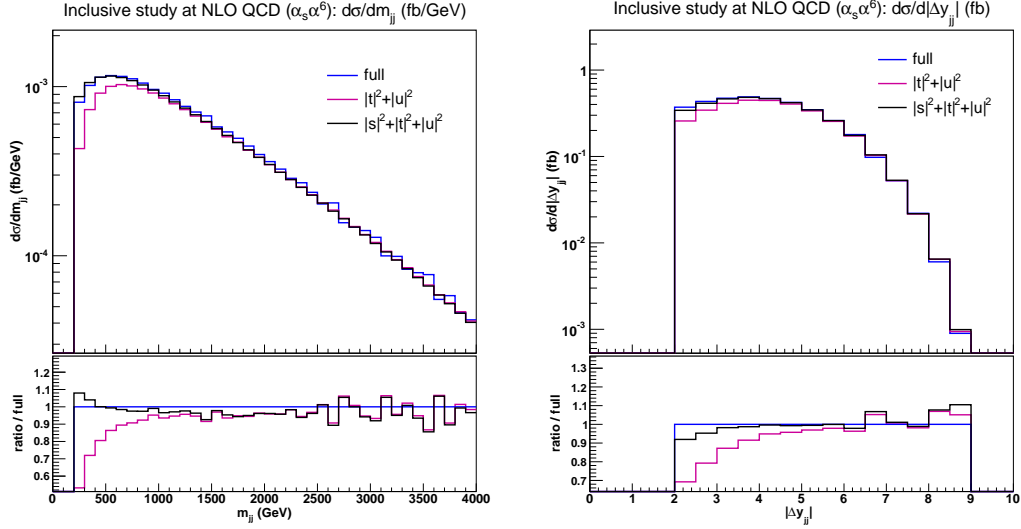 Inclusive study at NLO QCD (αₛα⁶): dσ/dm_jj (fb/GeV)
dσ/dm_jj (fb/GeV)
10⁻³
10⁻⁴
full
|t|²+|u|²
|s|²+|t|²+|u|²
ratio / full
1.2
1.1
1
0.9
0.8
0.7
0.6
0 500 1000 1500 2000 2500 3000 3500 4000
m_jj (GeV)
Inclusive study at NLO QCD (αₛα⁶): dσ/d|Δy_jj| (fb)
dσ/d|Δy_jj| (fb)
1
10⁻¹
10⁻²
10⁻³
full
|t|²+|u|²
|s|²+|t|²+|u|²
ratio / full
1.3
1.2
1.1
1
0.9
0.8
0.7
0 1 2 3 4 5 6 7 8 9 10
|Δy_jj|